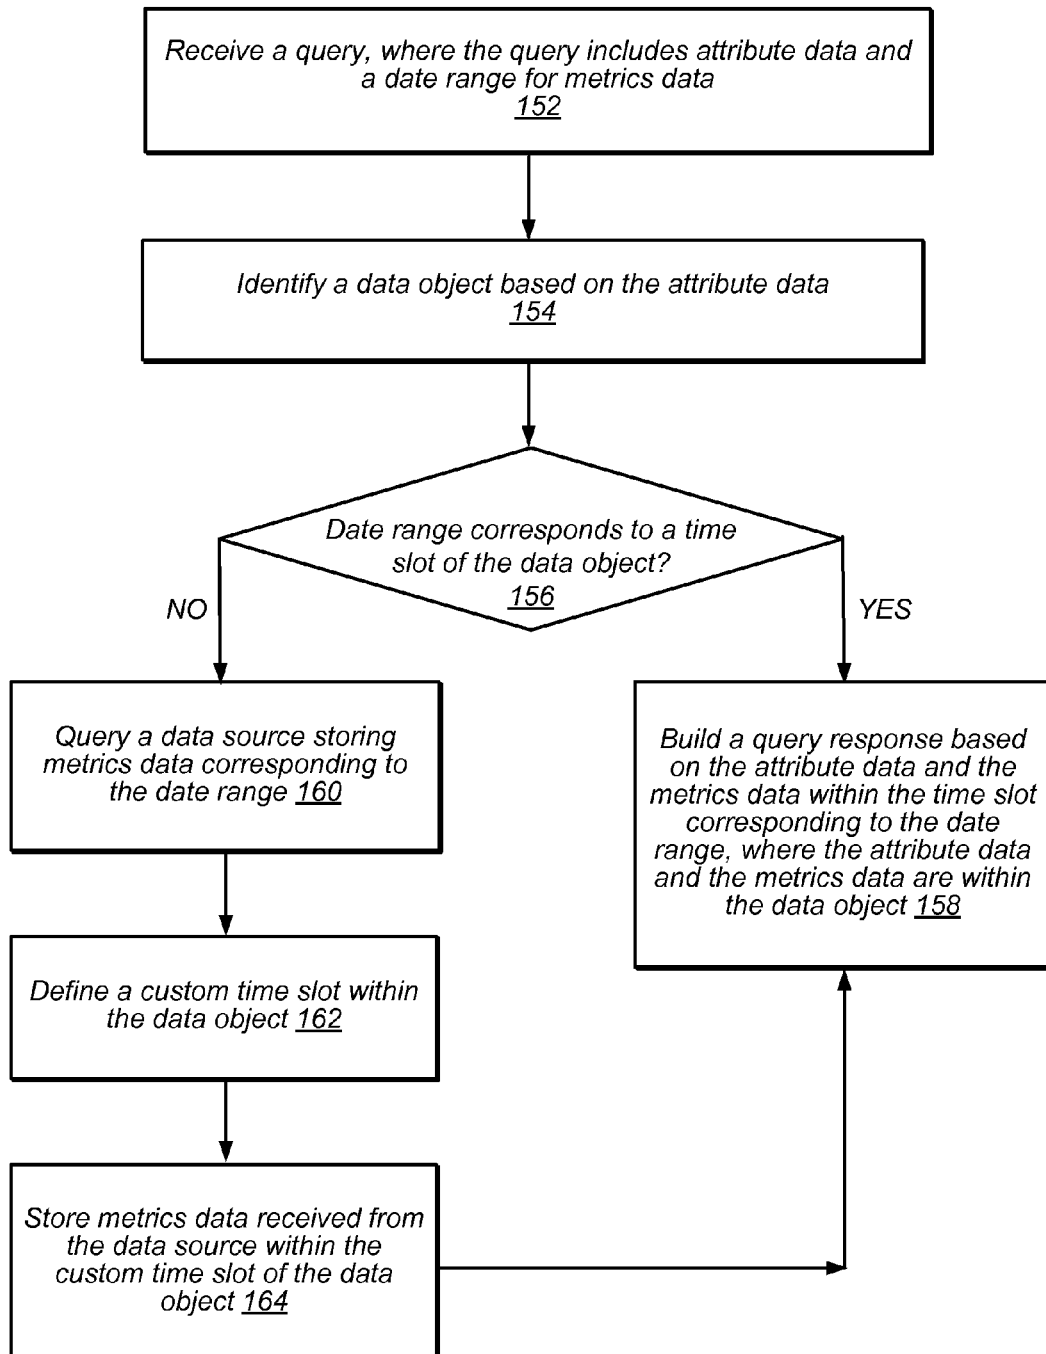 Receive a query, where the query includes attribute data and
a date range for metrics data
152
Identify a data object based on the attribute data
154
Date range corresponds to a time
slot of the data object?
156
NO
YES
Query a data source storing
metrics data corresponding to
the date range 160
Build a query response based
on the attribute data and the
metrics data within the time slot
corresponding to the date
range, where the attribute data
and the metrics data are within
the data object 158
Define a custom time slot within
the data object 162
Store metrics data received from
the data source within the
custom time slot of the data
object 164